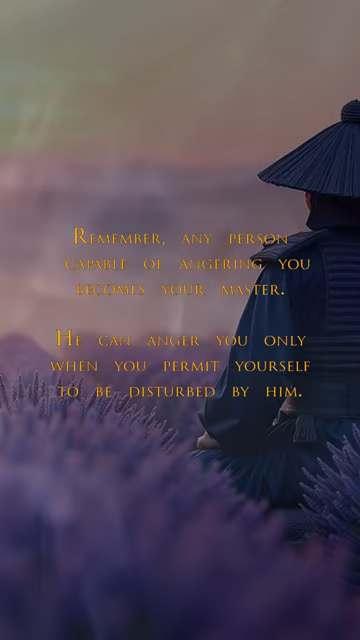 Remember, any person
capable of angering you
becomes your master.
He can anger you only
when you permit yourself
to be disturbed by him.